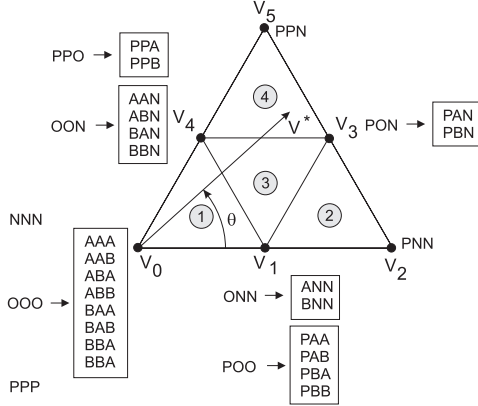 V5
PPN
PPO
PPA
PPB
4
OON
AAN
ABN
BAN
BBN
V4
V*
V3
PON
PAN
PBN
3
NNN
1
θ
2
OOO
AAA
AAB
ABA
ABB
BAA
BAB
BBA
BBA
V0
V1
V2
PNN
ONN
ANN
BNN
POO
PAA
PAB
PBA
PBB
PPP